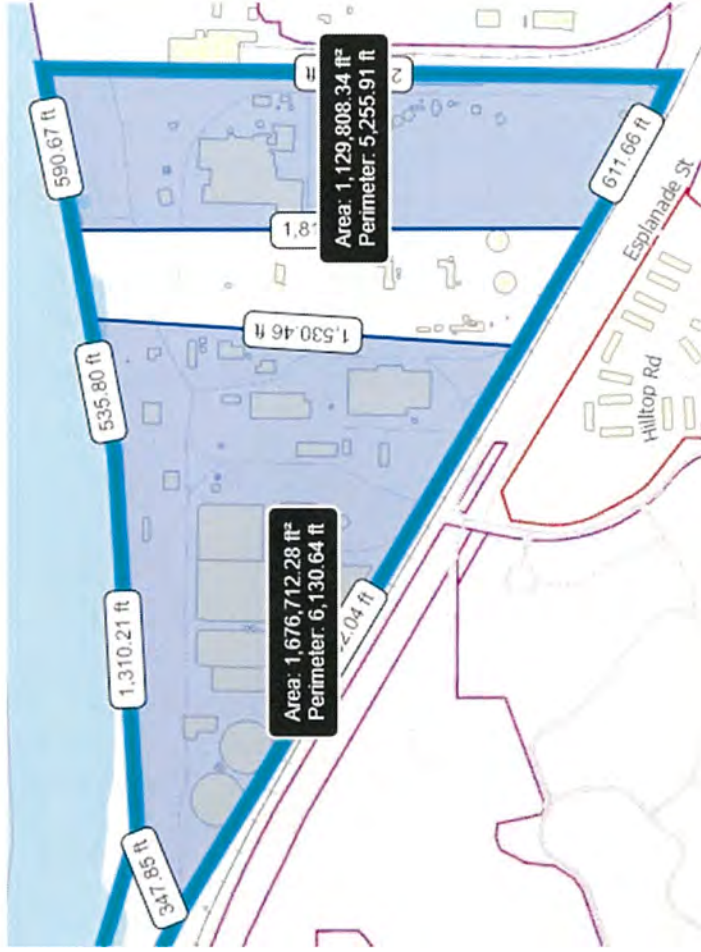 590.67 ft
Area: 1,129,808.34 ft²
Perimeter: 5,255.91 ft
611.66 ft
1,530.46 ft
535.80 ft
1,310.21 ft
Area: 1,676,712.28 ft²
Perimeter: 6,130.64 ft
347.85 ft
Esplanade St
Hilltop Rd